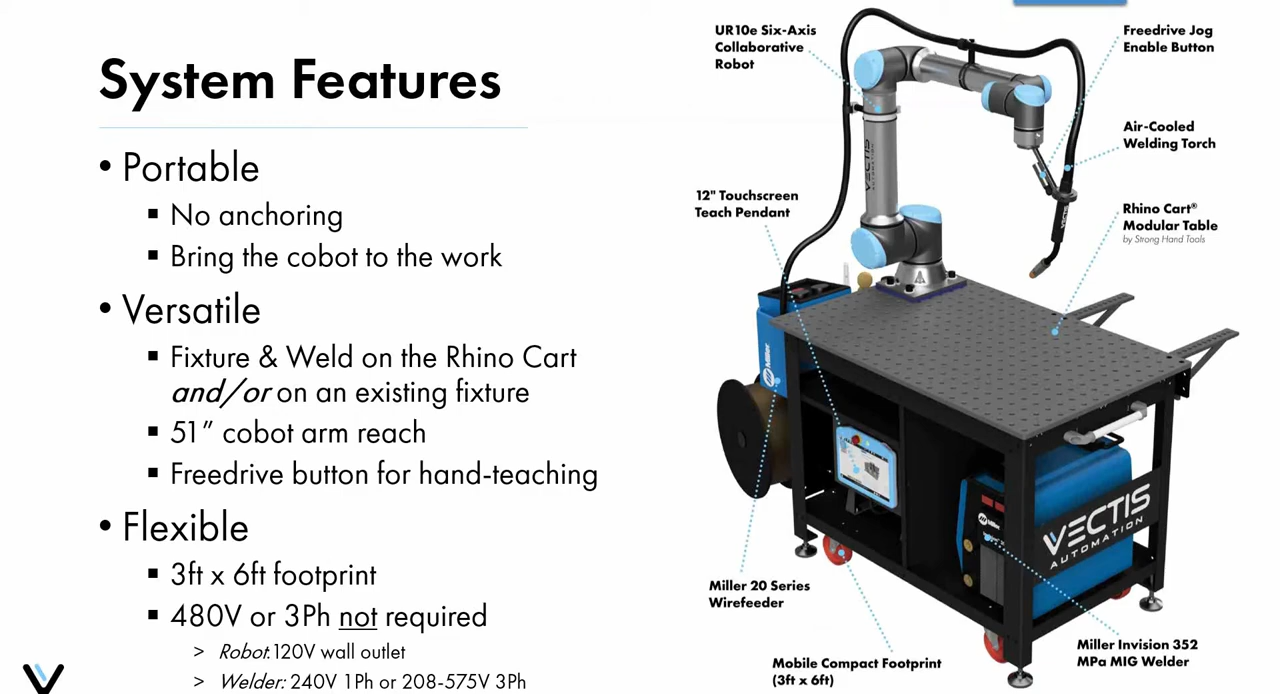 System Features
• Portable
▪ No anchoring
▪ Bring the cobot to the work
• Versatile
▪ Fixture & Weld on the Rhino Cart
and/or on an existing fixture
▪ 51” cobot arm reach
▪ Freedrive button for hand-teaching
• Flexible
▪ 3ft x 6ft footprint
▪ 480V or 3Ph not required
> Robot: 120V wall outlet
> Welder: 240V 1Ph or 208-575V 3Ph
UR10e Six-Axis
Collaborative
Robot
Freedrive Jog
Enable Button
Air-Cooled
Welding Torch
12" Touchscreen
Teach Pendant
Rhino Cart®
Modular Table
by Strong Hand Tools
VECTIS
AUTOMATION
VECTIS
Miller
Miller
VECTIS
AUTOMATION
Miller 20 Series
Wirefeeder
Mobile Compact Footprint
(3ft x 6ft)
Miller Invision 352
MPa MIG Welder